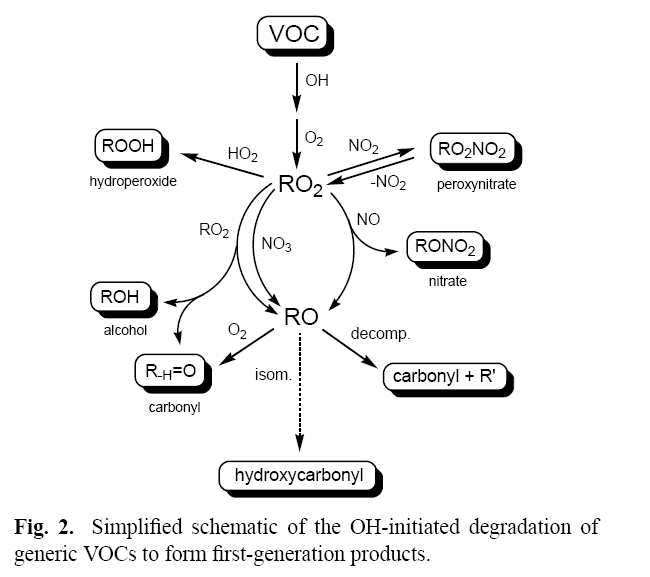 VOC
OH
O2
ROOH
hydroperoxide
HO2
NO2
-NO2
RO2NO2
peroxynitrate
RO2
RO2
NO3
NO
RONO2
nitrate
ROH
alcohol
RO
O2
decomp.
R-H=O
carbonyl
isom.
carbonyl + R'
hydroxycarbonyl
Fig. 2. Simplified schematic of the OH-initiated degradation of
generic VOCs to form first-generation products.